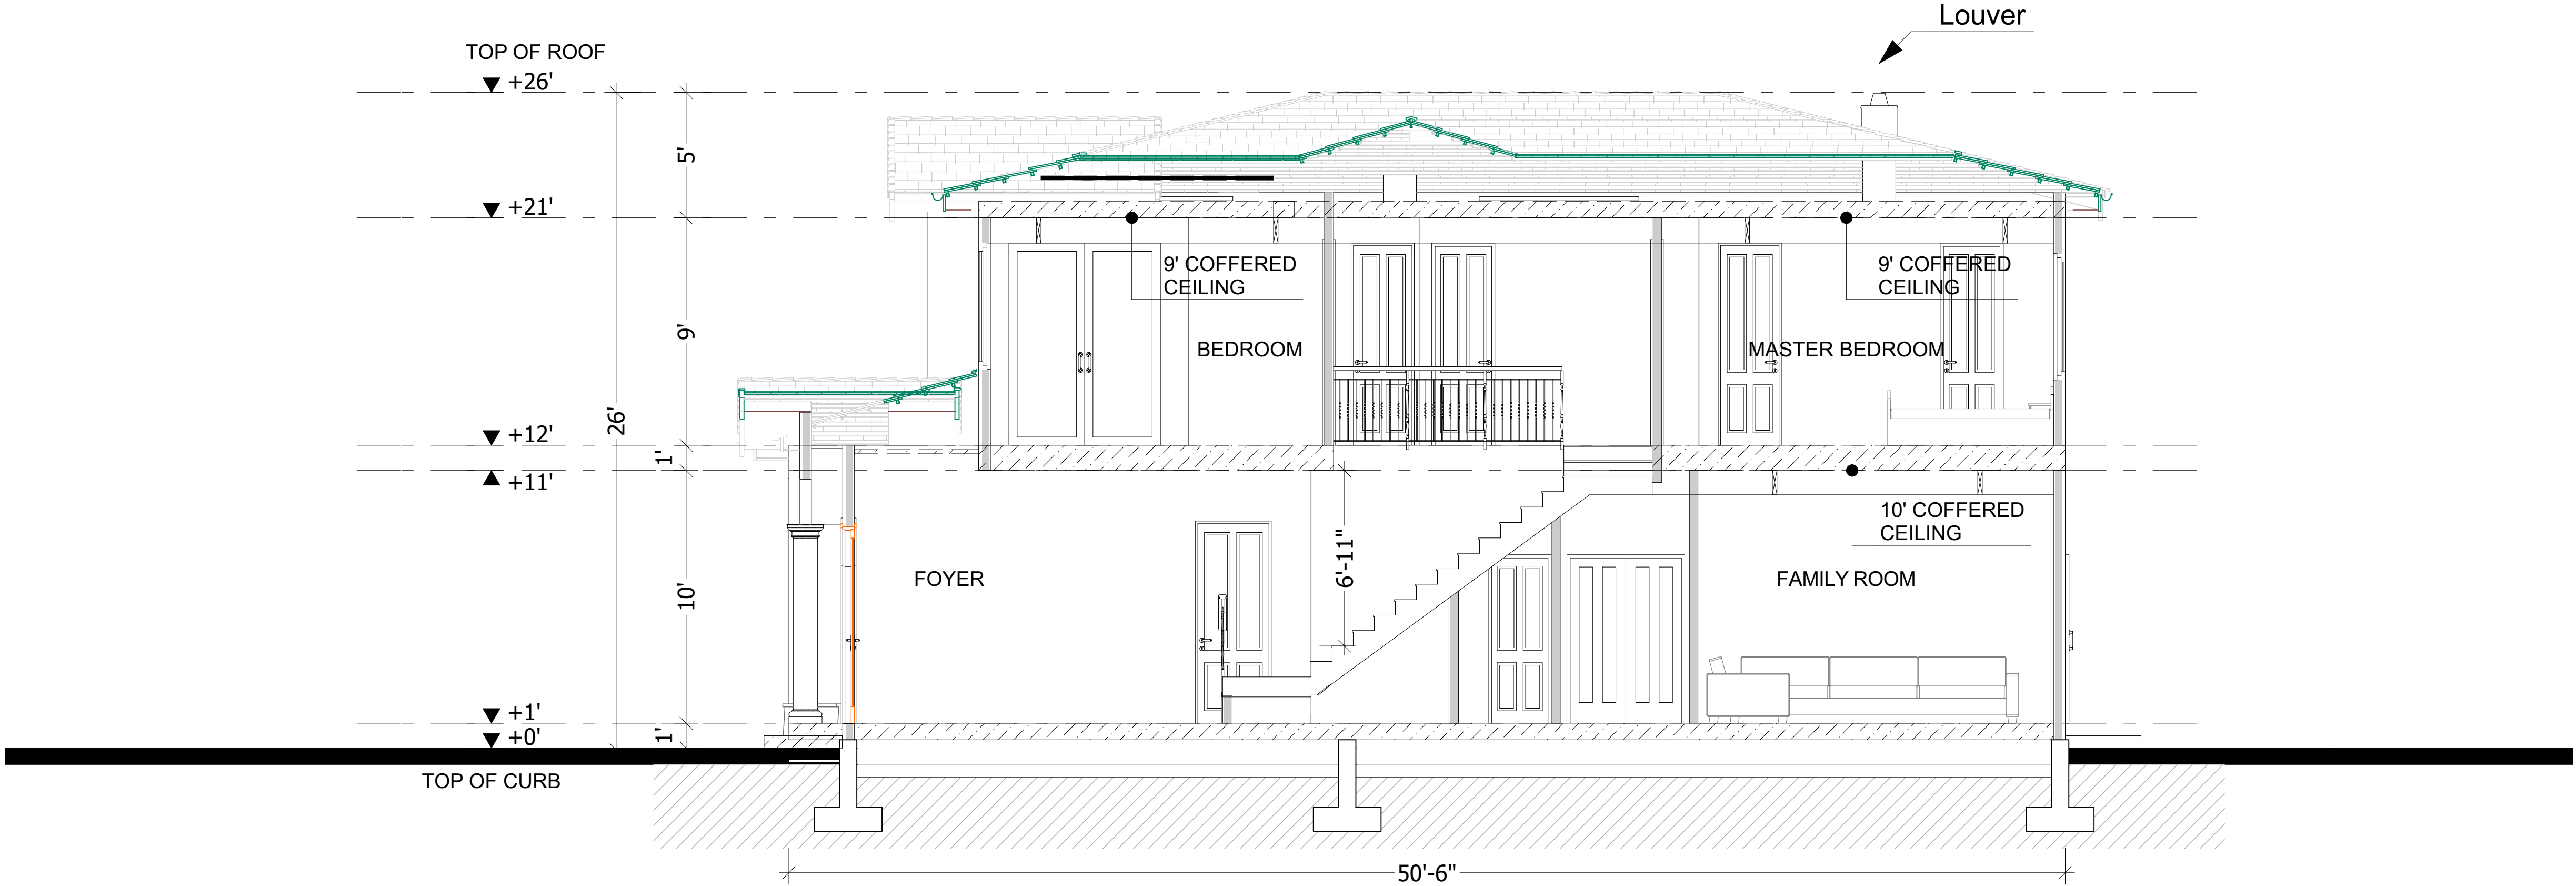 Louver
TOP OF ROOF
+26'
5'
+21'
9' COFFERED
CEILING
9' COFFERED
CEILING
9'
BEDROOM
MASTER BEDROOM
26'
+12'
1'
+11'
10' COFFERED
CEILING
6'-11"
FOYER
FAMILY ROOM
10'
+1'
+0'
1'
TOP OF CURB
50'-6"